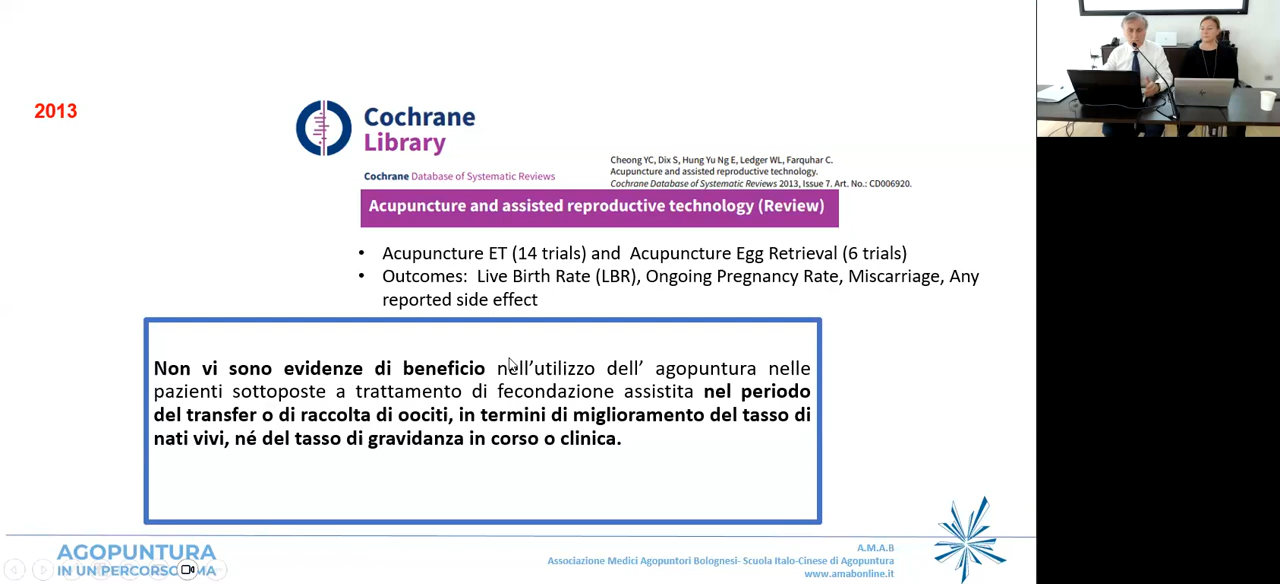 2013
Cochrane
Library
Cochrane Database of Systematic Reviews
Cheong YC, Dix S, Hung Yu Ng E, Ledger WL, Farquhar C.
Acupuncture and assisted reproductive technology.
Cochrane Database of Systematic Reviews 2013, Issue 7. Art. No.: CD006920.
Acupuncture and assisted reproductive technology (Review)
• Acupuncture ET (14 trials) and Acupuncture Egg Retrieval (6 trials)
• Outcomes: Live Birth Rate (LBR), Ongoing Pregnancy Rate, Miscarriage, Any
reported side effect
Non vi sono evidenze di beneficio nell’utilizzo dell’ agopuntura nelle
pazienti sottoposte a trattamento di fecondazione assistita nel periodo
del transfer o di raccolta di oociti, in termini di miglioramento del tasso di
nati vivi, né del tasso di gravidanza in corso o clinica.
AGOPUNTURA
IN UN PERCORSO
A.M.A.B
Associazione Medici Agopuntori Bolognesi- Scuola Italo-Cinese di Agopuntura
www.amabonline.it